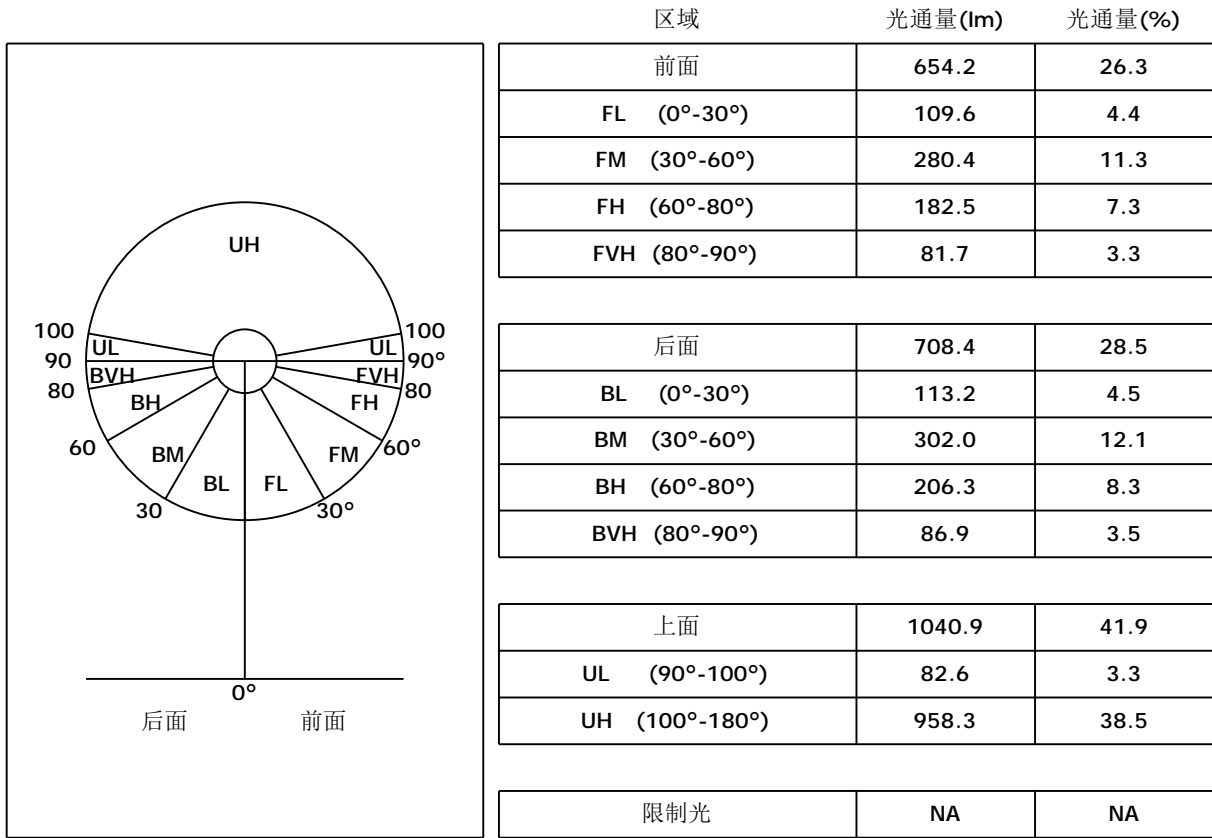 区域 光通量(lm) 光通量(%)
前面 654.2 26.3
FL (0°-30°) 109.6 4.4
FM (30°-60°) 280.4 11.3
FH (60°-80°) 182.5 7.3
FVH (80°-90°) 81.7 3.3
后面 708.4 28.5
BL (0°-30°) 113.2 4.5
BM (30°-60°) 302.0 12.1
BH (60°-80°) 206.3 8.3
BVH (80°-90°) 86.9 3.5
上面 1040.9 41.9
UL (90°-100°) 82.6 3.3
UH (100°-180°) 958.3 38.5
限制光 NA NA
UH
100 100
UL UL
90 90°
BVH FVH
80 80
BH FH
60 60°
BM FM
BL FL
30 30°
0°
后面 前面